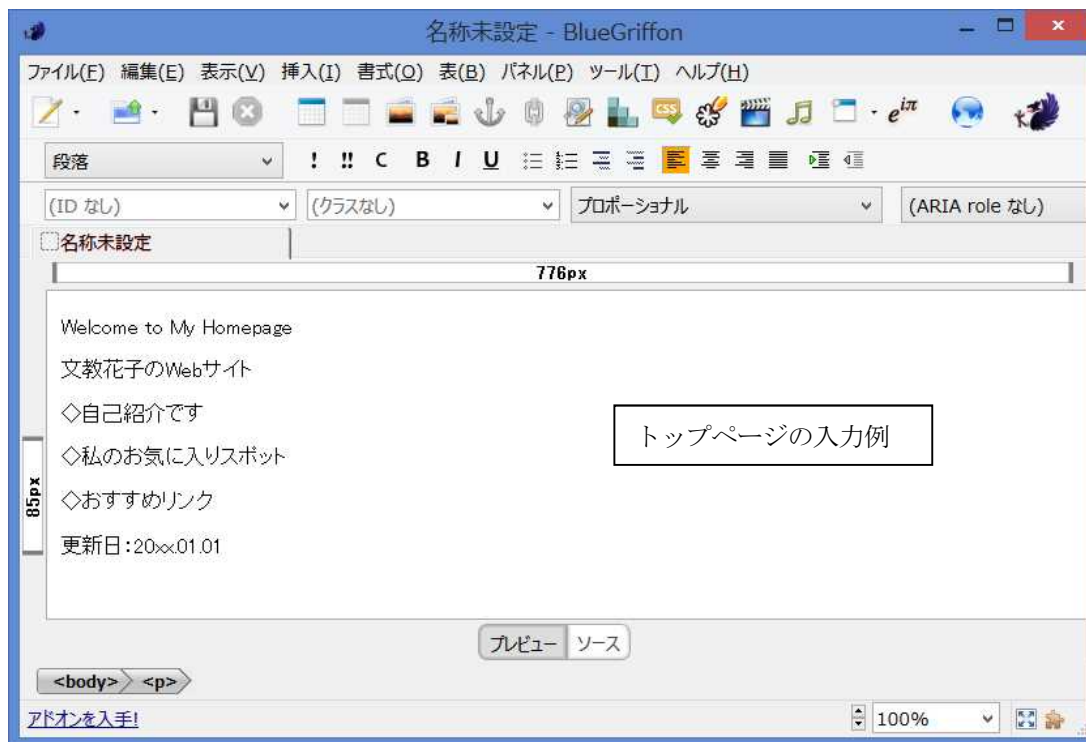 名称未設定 - BlueGriffon
ファイル(F) 編集(E) 表示(V) 挿入(I) 書式(O) 表(B) パネル(P) ツール(T) ヘルプ(H)
CSS
e^iπ
段落
! !! C B I U
(ID なし)
(クラスなし)
プロポーショナル
(ARIA role なし)
名称未設定
776px
Welcome to My Homepage
文教花子のWebサイト
◇自己紹介です
トップページの入力例
◇私のお気に入りスポット
◇おすすめリンク
85px
更新日:20xx.01.01
プレビュー ソース
<body> <p>
アドオンを入手!
100%